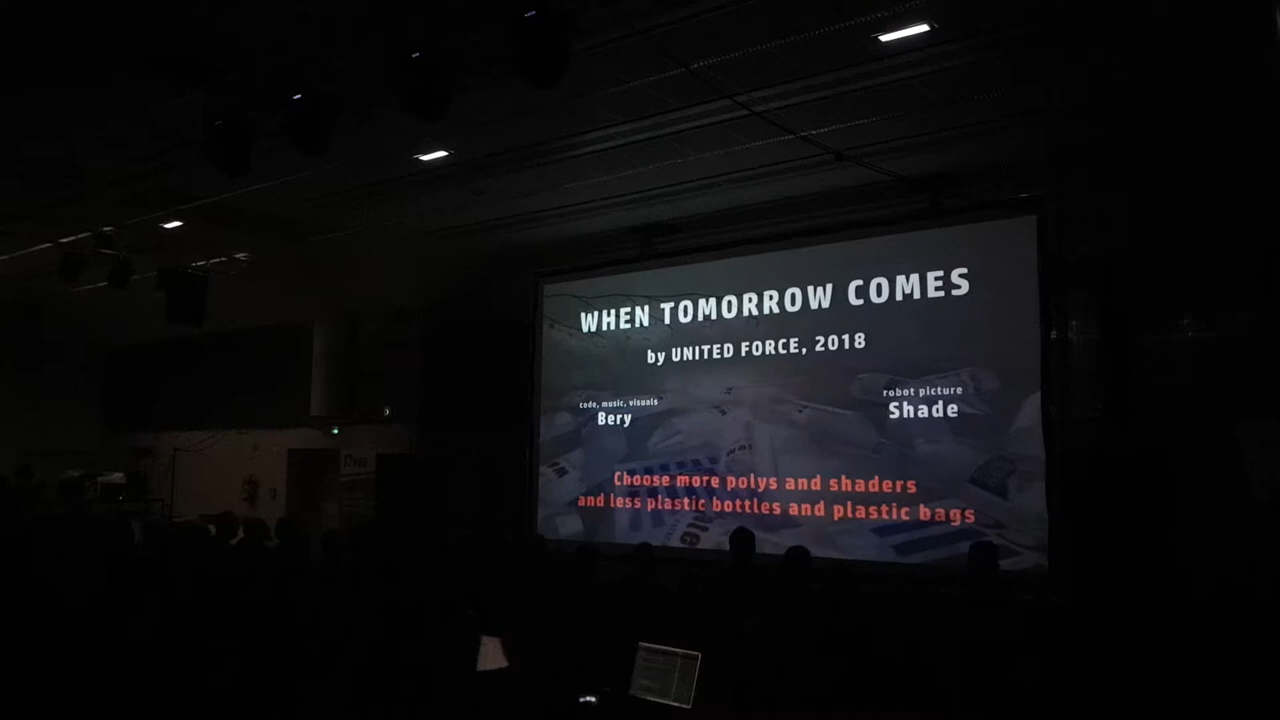 WHEN TOMORROW COMES
by UNITED FORCE, 2018
code, music, visuals
Bery
robot picture
Shade
Choose more polys and shaders
and less plastic bottles and plastic bags